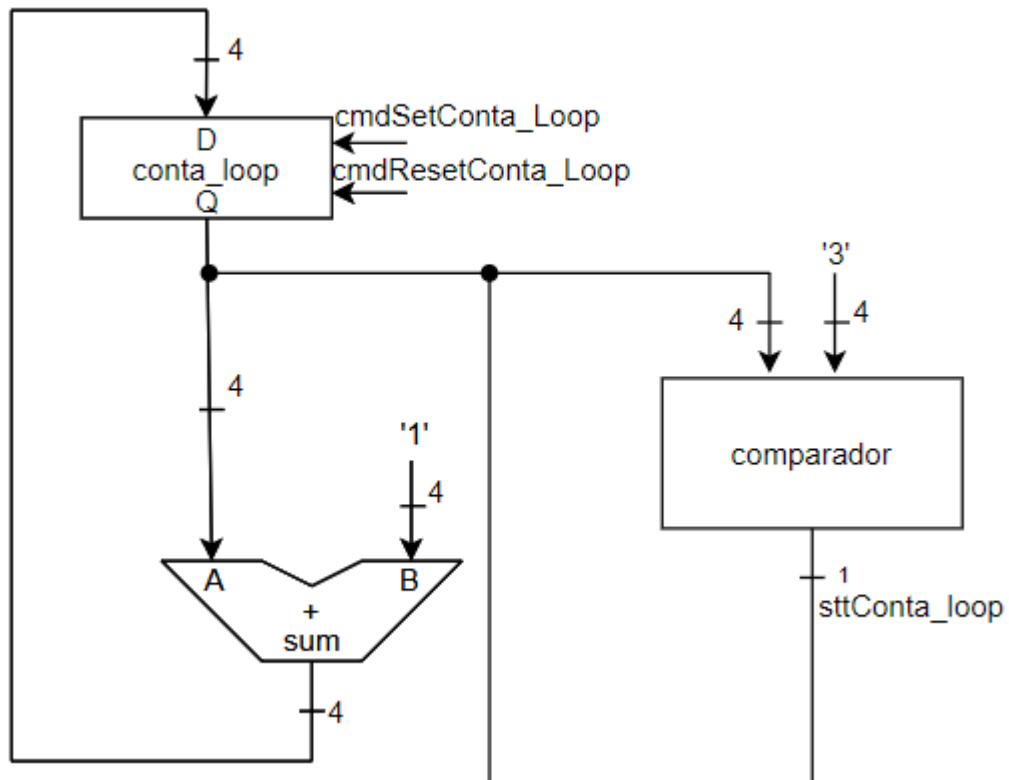 4
cmdSetConta_Loop
D
conta_loop
cmdResetConta_Loop
Q
'3'
4
4
4
'1'
4
comparador
A
B
+
sum
1
sttConta_loop
4